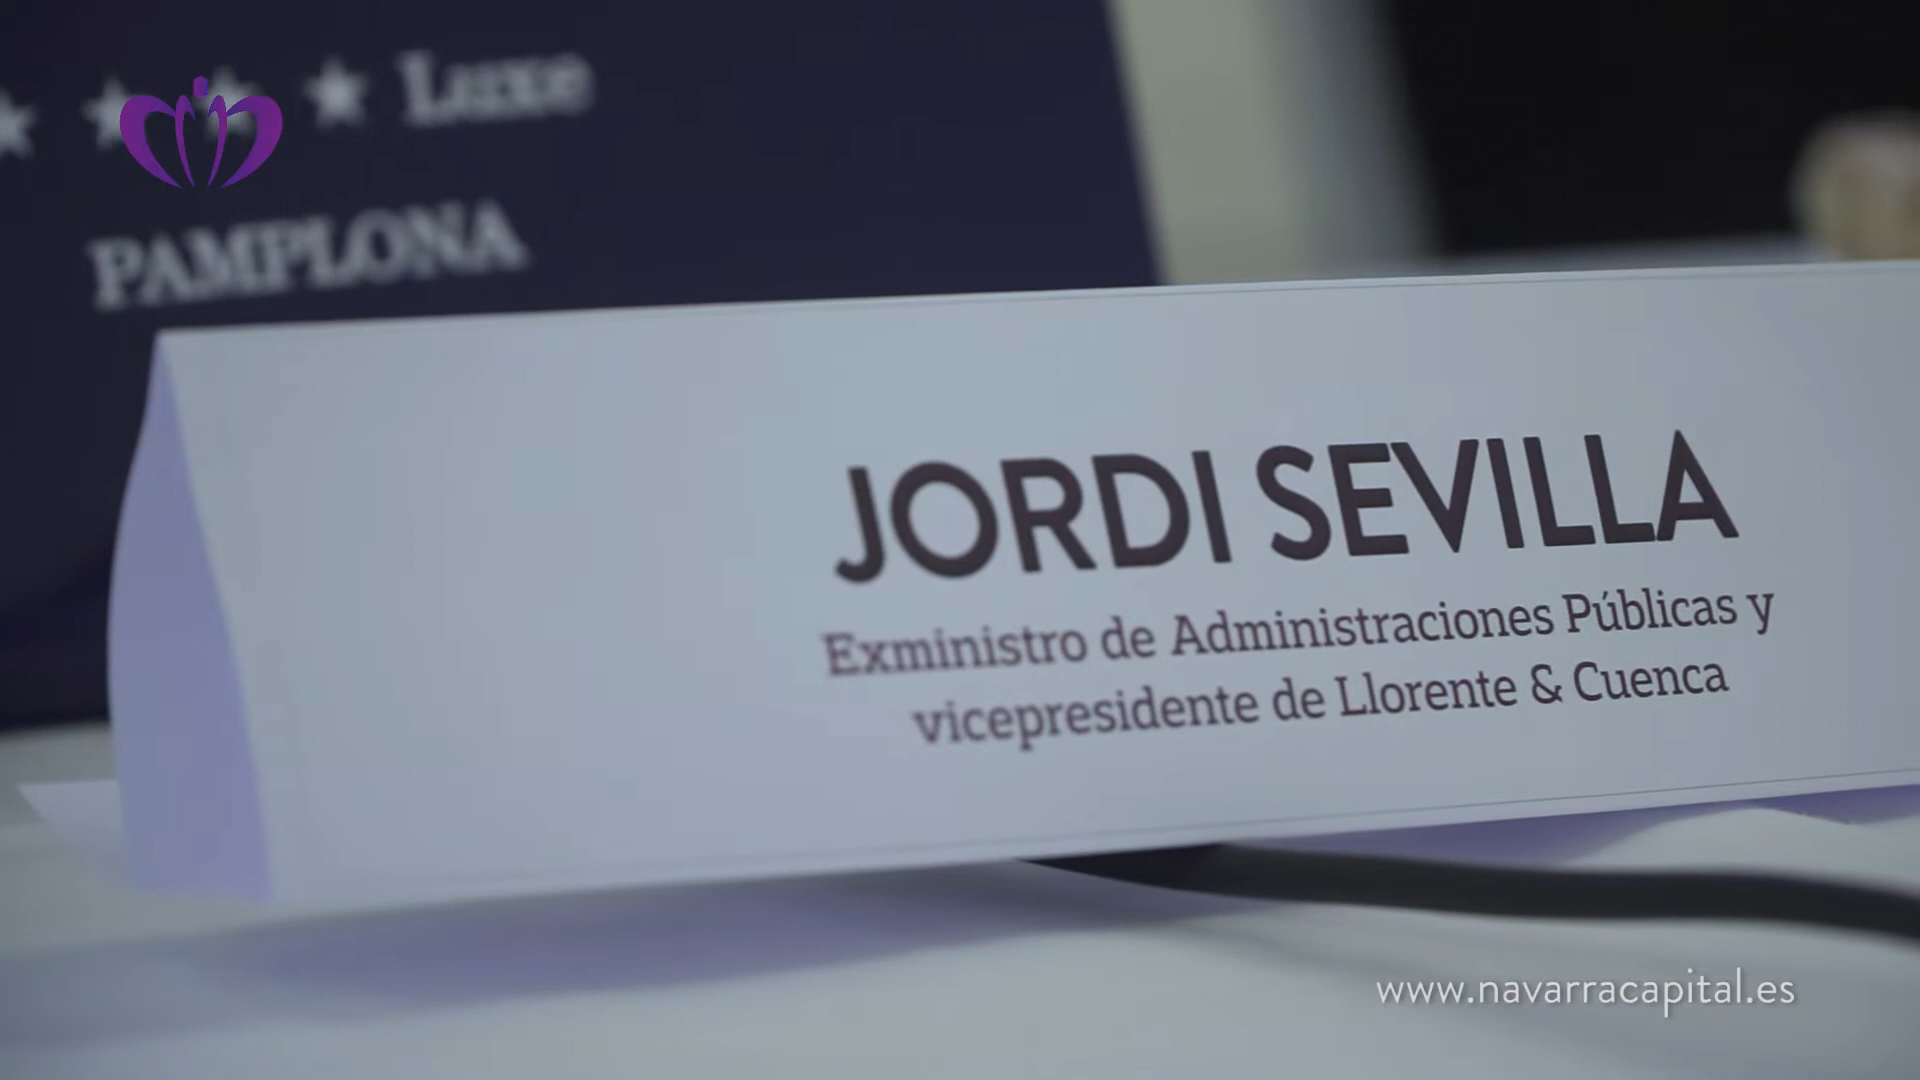 ★ ★ ★ ★ Luxe
PAMPLONA
JORDI SEVILLA
Exministro de Administraciones Públicas y
vicepresidente de Llorente & Cuenca
www.navarracapital.es